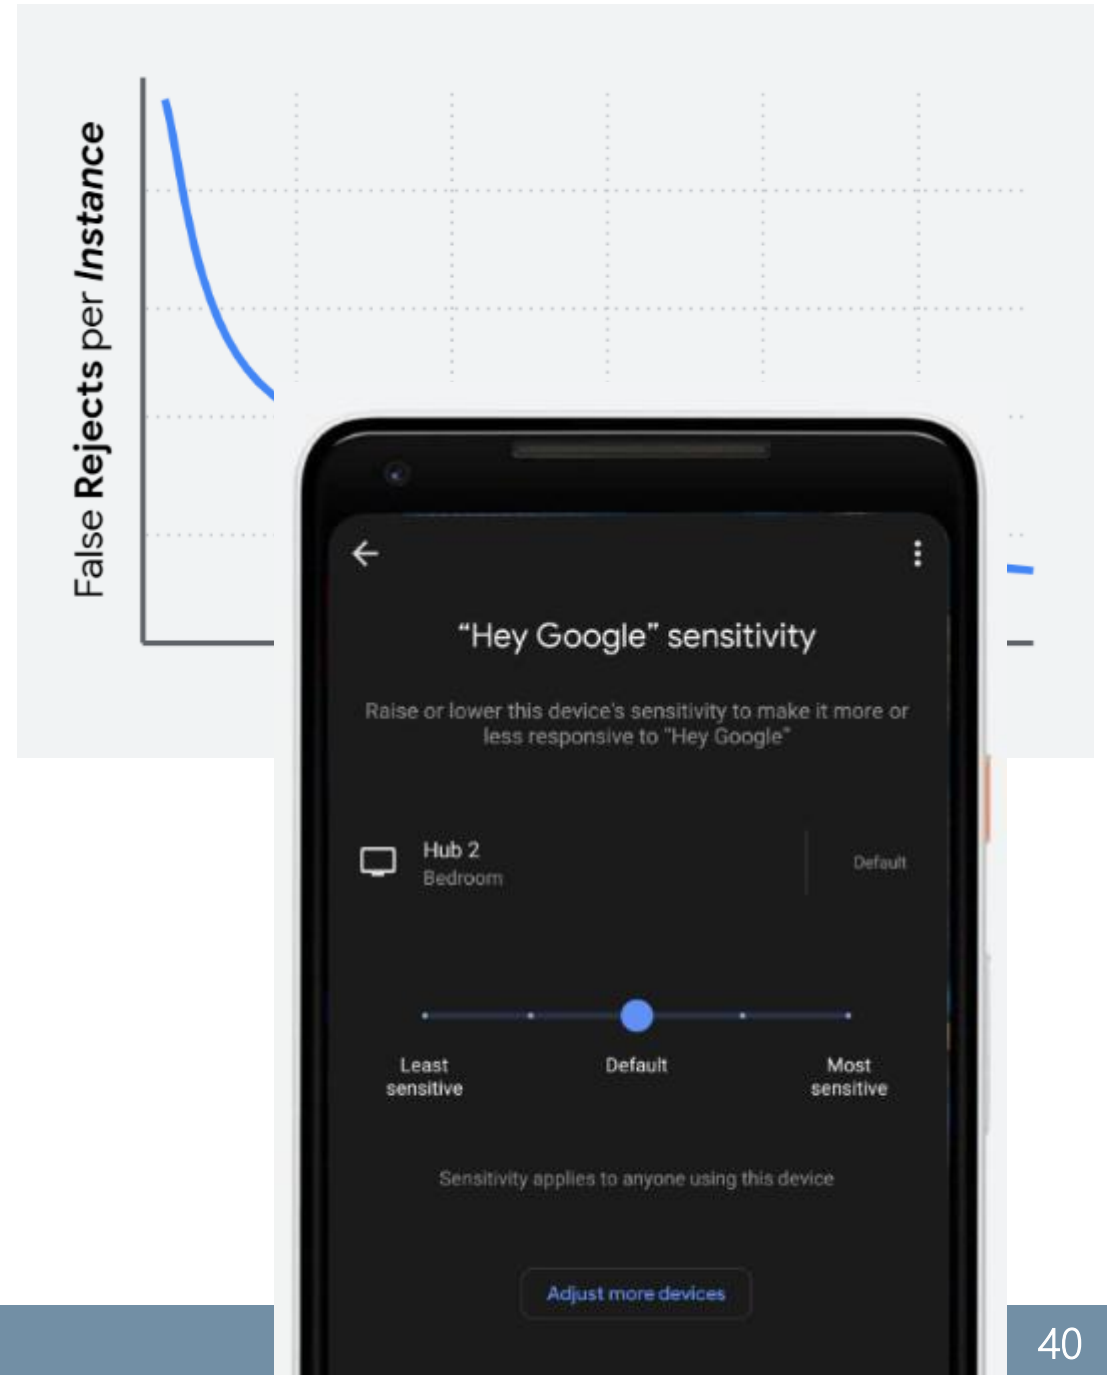 False Rejects per Instance
“Hey Google” sensitivity
Raise or lower this device's sensitivity to make it more or
less responsive to "Hey Google"
Hub 2
Bedroom
Default
Least
sensitive
Default
Most
sensitive
Sensitivity applies to anyone using this device
Adjust more devices
40